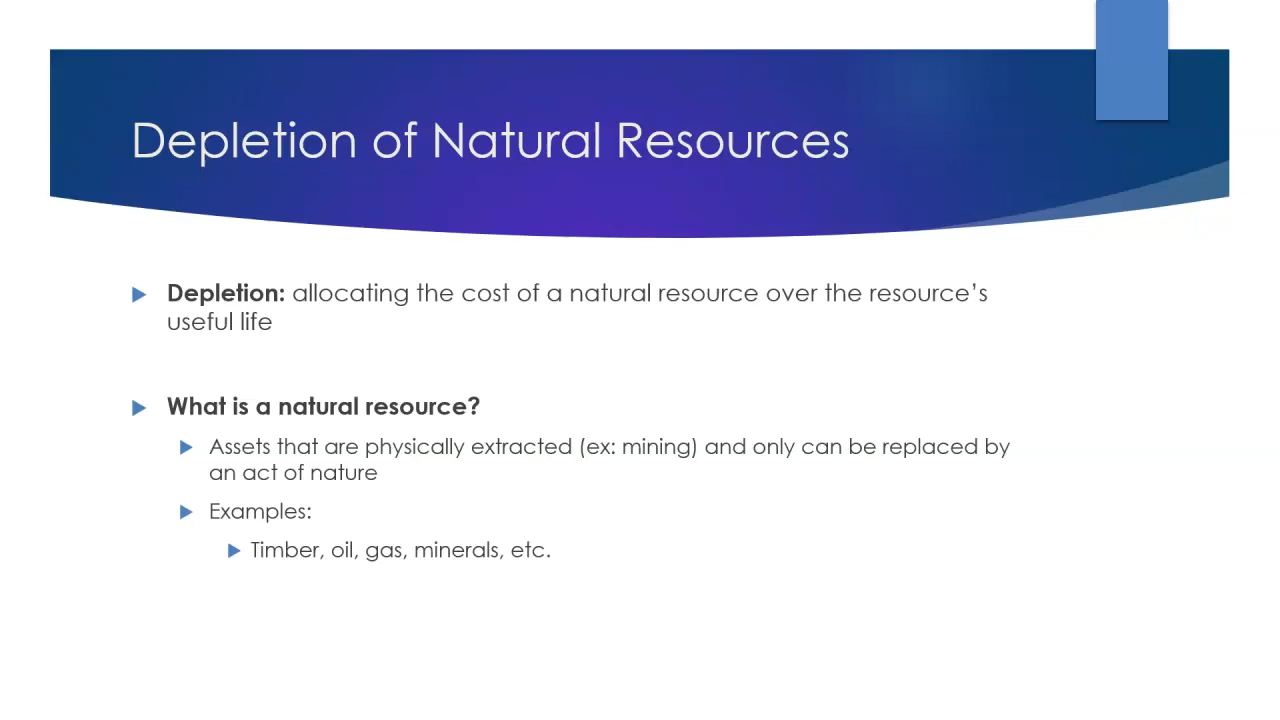 Depletion of Natural Resources
Depletion: allocating the cost of a natural resource over the resource’s
useful life
What is a natural resource?
Assets that are physically extracted (ex: mining) and only can be replaced by
an act of nature
Examples:
Timber, oil, gas, minerals, etc.